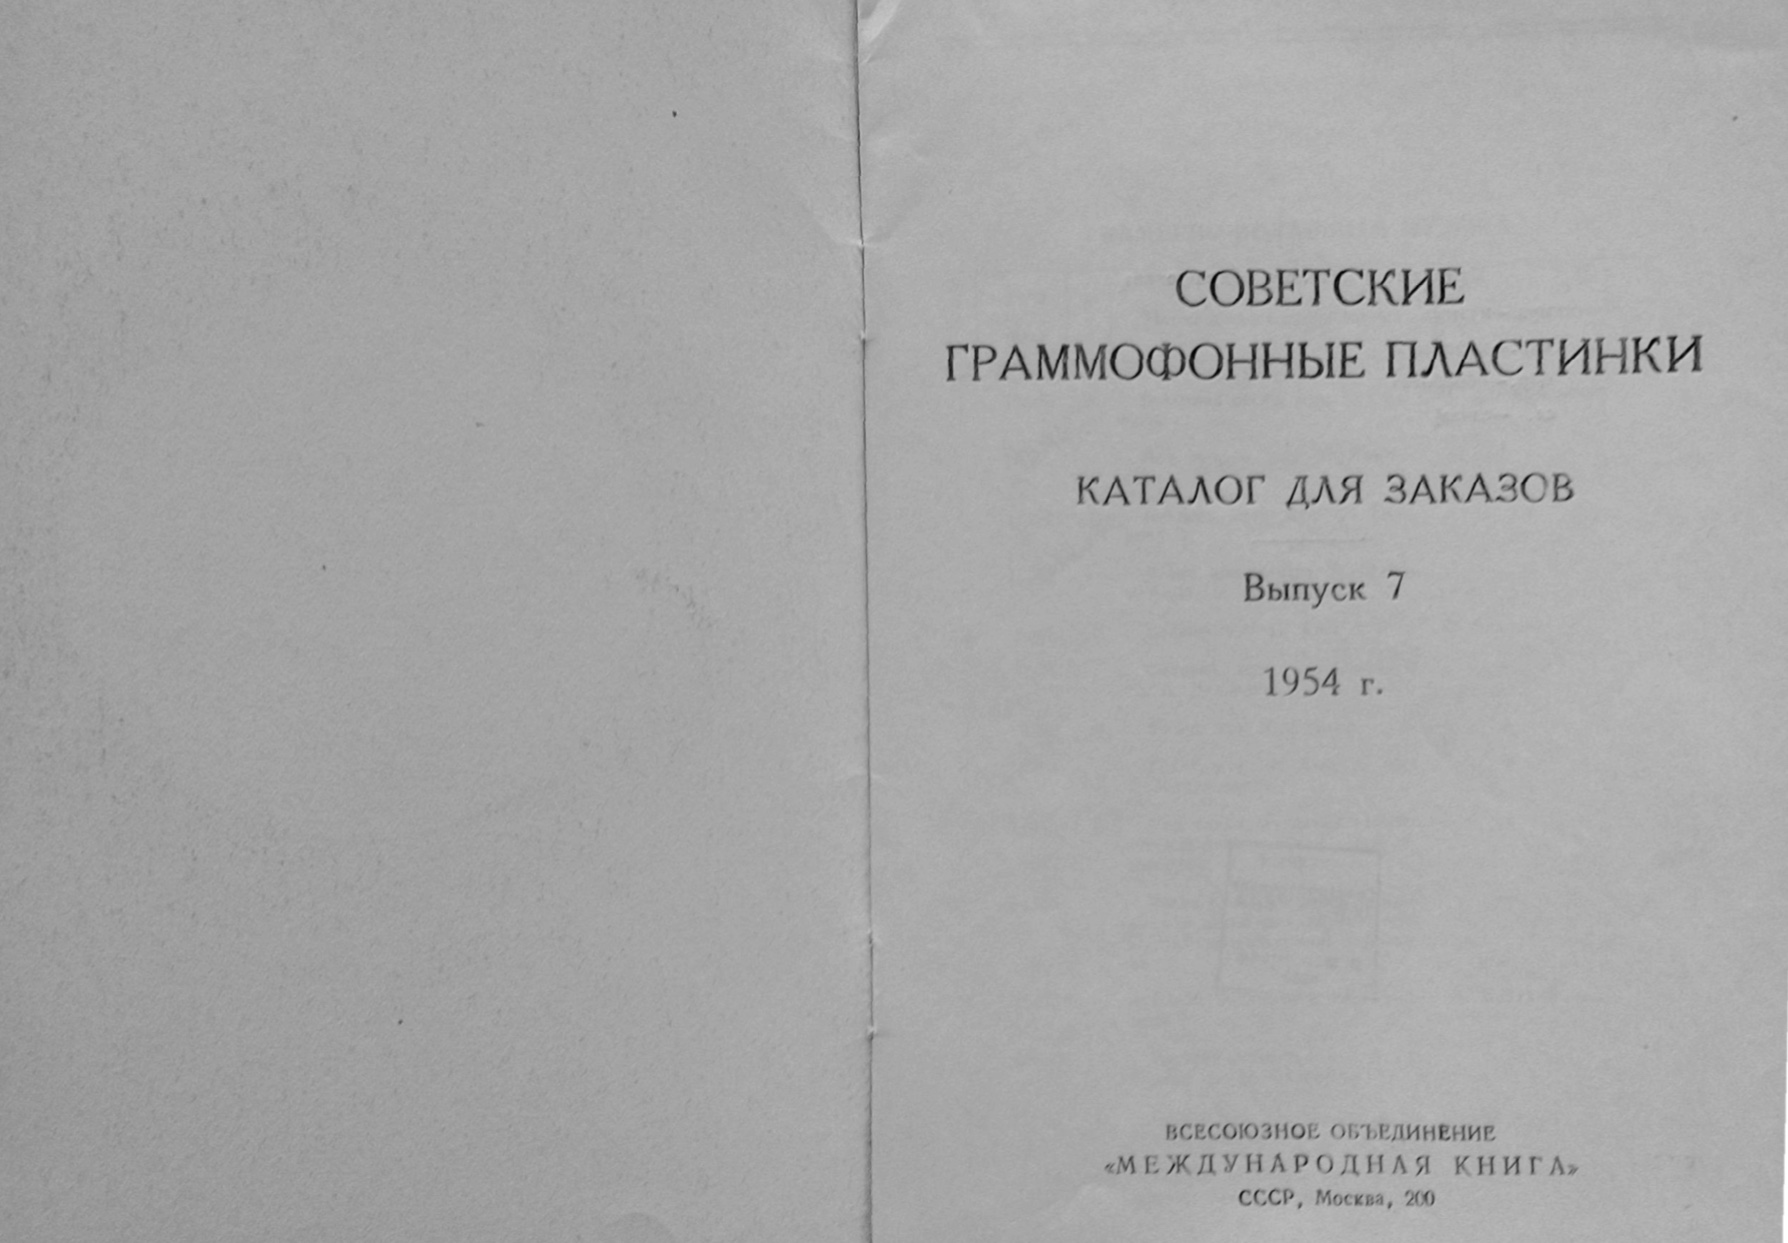 СОВЕТСКИЕ
ГРАММОФОННЫЕ ПЛАСТИНКИ
КАТАЛОГ ДЛЯ ЗАКАЗОВ
Выпуск 7
1954 г.
ВСЕСОЮЗНОЕ ОБЪЕДИНЕНИЕ
«МЕЖДУНАРОДНАЯ КНИГА»
СССР, Москва, 200